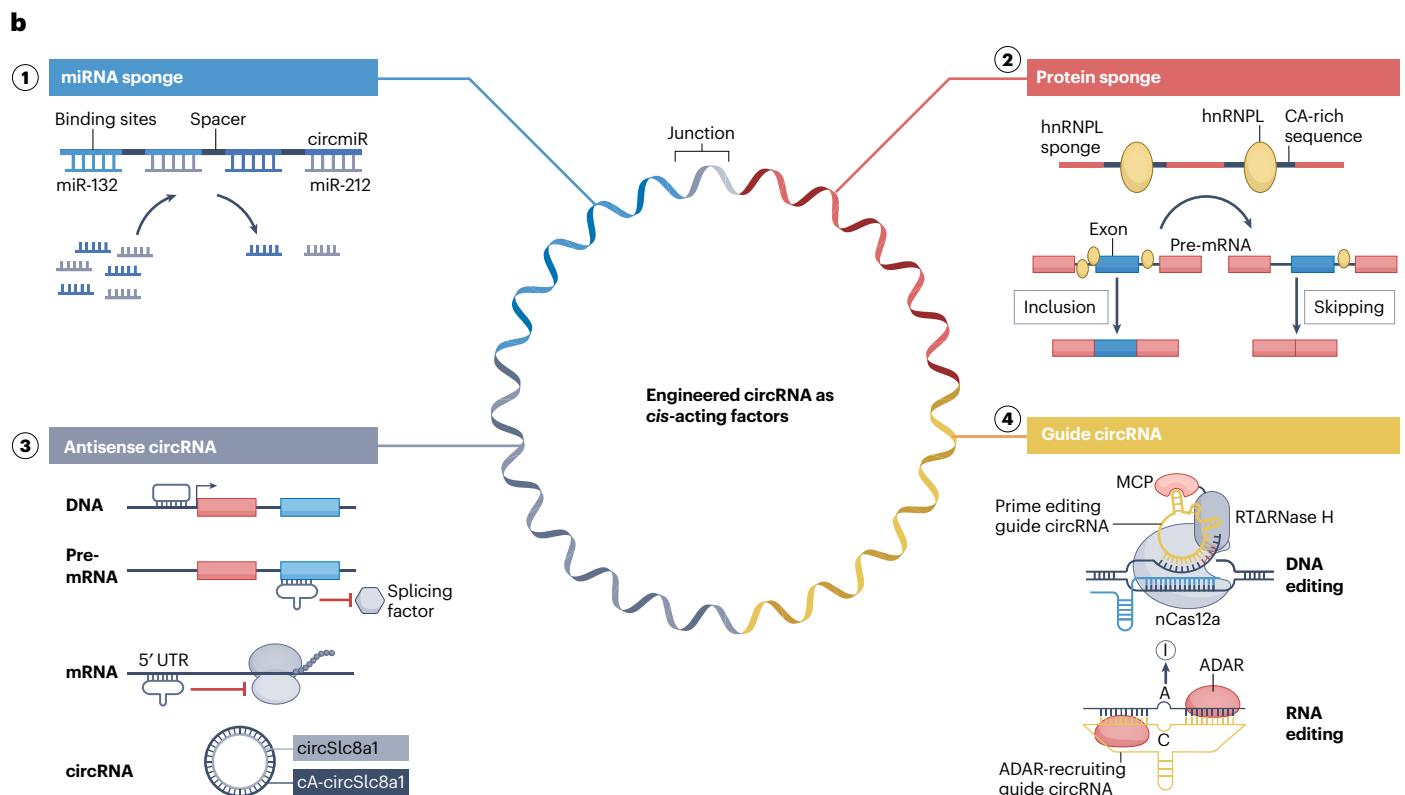 b
1
miRNA sponge
Binding sites
Spacer
circmiR
miR-132
miR-212
2
Protein sponge
hnRNPL
sponge
hnRNPL
CA-rich
sequence
Exon
Pre-mRNA
Inclusion
Skipping
Junction
Engineered circRNA as
cis-acting factors
3
Antisense circRNA
DNA
Pre-
mRNA
Splicing
factor
mRNA
5′ UTR
circRNA
circSlc8a1
cA-circSlc8a1
4
Guide circRNA
MCP
Prime editing
guide circRNA
RTΔRNase H
DNA
editing
nCas12a
I
A
ADAR
C
RNA
editing
ADAR-recruiting
guide circRNA